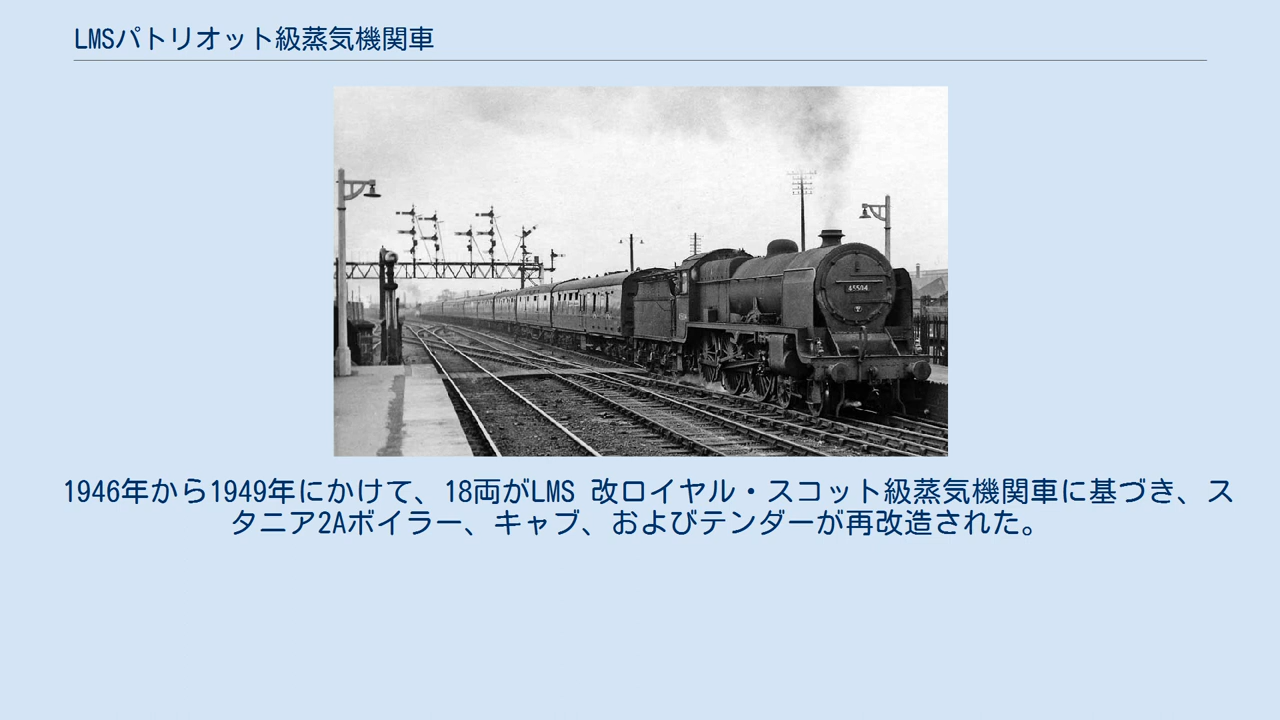 LMSパトリオット級蒸気機関車
45504
1946年から1949年にかけて、18両がLMS 改ロイヤル・スコット級蒸気機関車に基づき、ス
タニア2Aボイラー、キャブ、およびテンダーが再改造された。